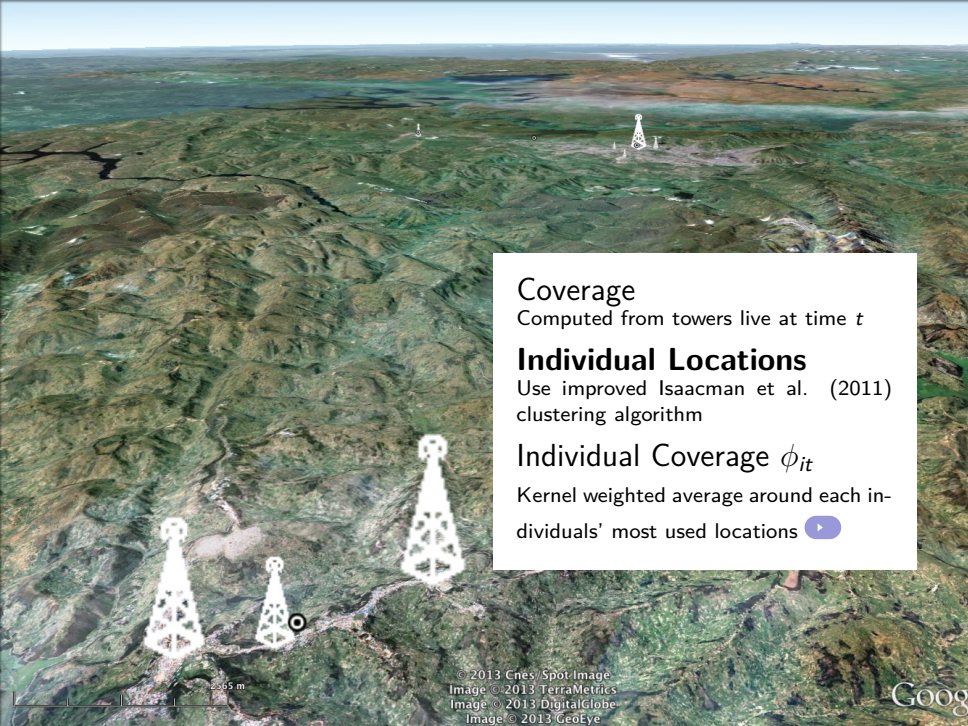 Coverage
Computed from towers live at time t
Individual Locations
Use improved Isaacman et al. (2011)
clustering algorithm
Individual Coverage ϕit
Kernel weighted average around each in-
dividuals' most used locations
2565 m
© 2013 Cnes/Spot Image
Image © 2013 TerraMetrics
Image © 2013 DigitalGlobe
Image © 2013 GeoEye
Goog